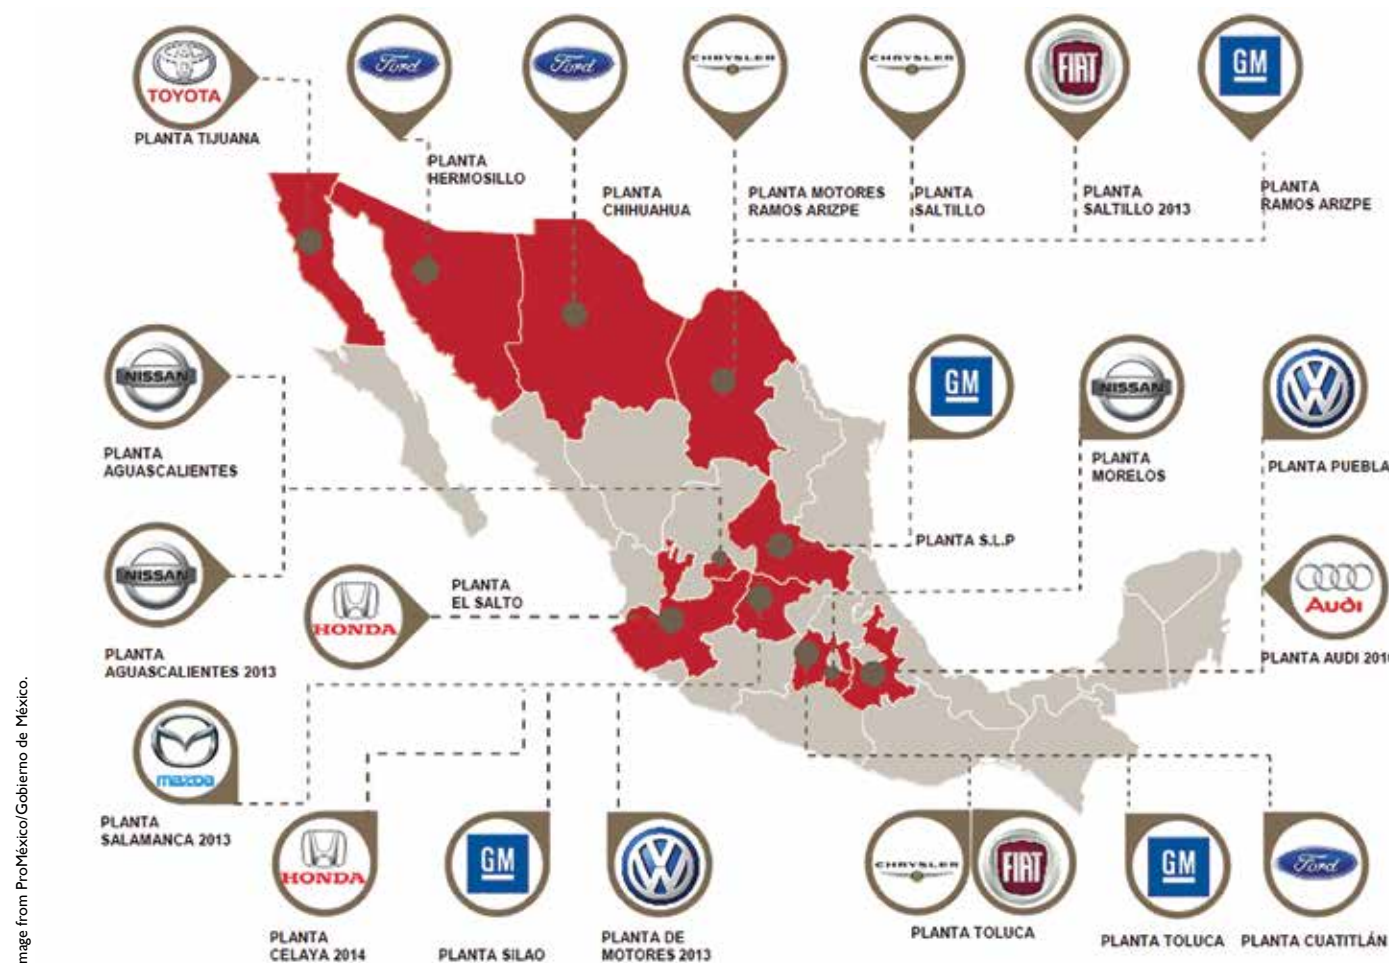 TOYOTA
PLANTA TIJUANA
Ford
PLANTA
HERMOSILLO
Ford
PLANTA
CHIHUAHUA
CHRYSLER
PLANTA MOTORES
RAMOS ARIZPE
CHRYSLER
PLANTA
SALTILLO
FIAT
PLANTA
SALTILLO 2013
GM
PLANTA
RAMOS ARIZPE
NISSAN
PLANTA
AGUASCALIENTES
GM
PLANTA S.L.P
NISSAN
PLANTA
MORELOS
VW
PLANTA PUEBLA
NISSAN
PLANTA
AGUASCALIENTES 2013
HONDA
PLANTA
EL SALTO
Audi
PLANTA AUDI 201
mazda
PLANTA
SALAMANCA 2013
HONDA
PLANTA
CELAYA 2014
GM
PLANTA SILAO
VW
PLANTA DE
MOTORES 2013
CHRYSLER
FIAT
PLANTA TOLUCA
GM
PLANTA TOLUCA
Ford
PLANTA CUATITLÁN
mage from ProMéxico/Gobierno de México.